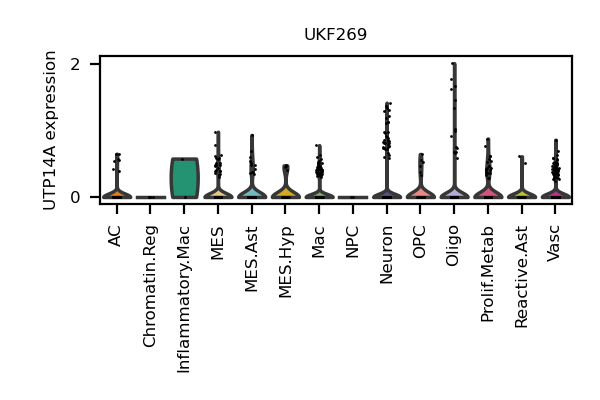 UKF269
UTP14A expression
2
0
AC
Chromatin.Reg
Inflammatory.Mac
MES
MES.Ast
MES.Hyp
Mac
NPC
Neuron
OPC
Oligo
Prolif.Metab
Reactive.Ast
Vasc